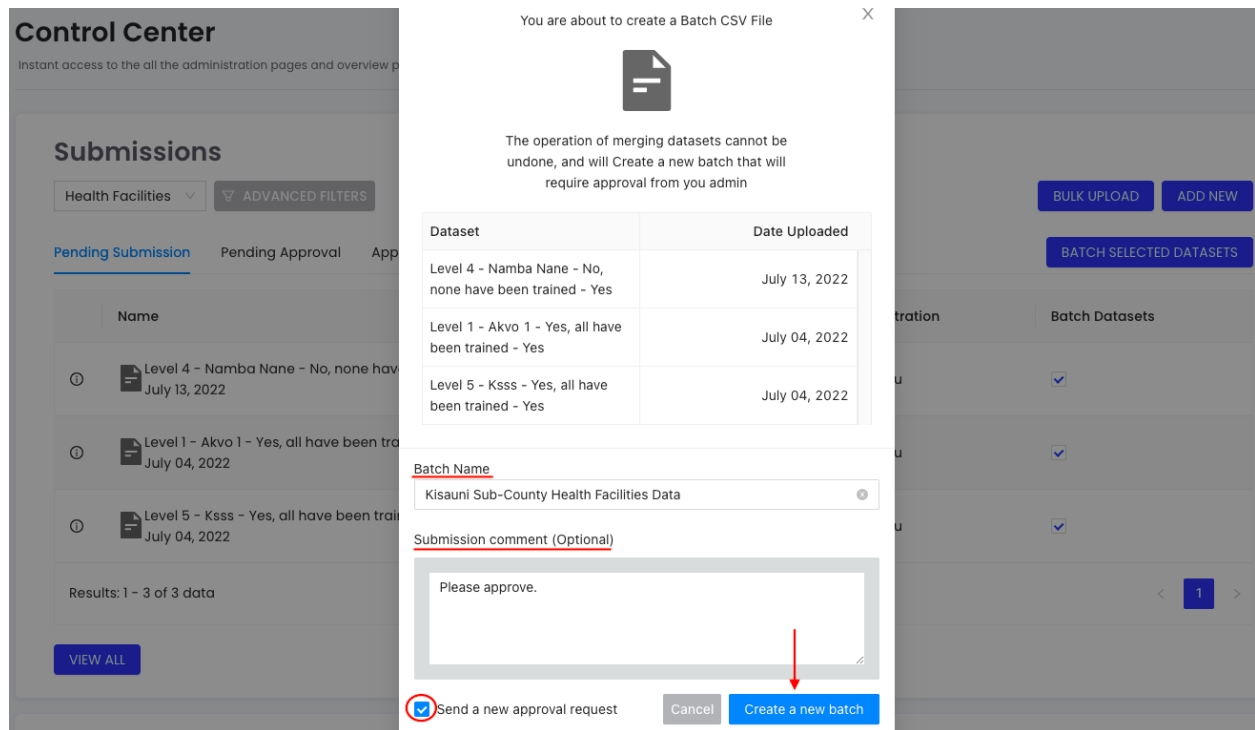 Control Center
Instant access to the all the administration pages and overview p
Submissions
Health Facilities
ADVANCED FILTERS
BULK UPLOAD
ADD NEW
Pending Submission
Pending Approval
App
BATCH SELECTED DATASETS
Name
tration
Batch Datasets
Level 4 - Namba Nane - No, none hav
July 13, 2022
u
Level 1 - Akvo 1 - Yes, all have been tra
July 04, 2022
u
Level 5 - Ksss - Yes, all have been trai
July 04, 2022
u
Results: 1 - 3 of 3 data
<
1
>
VIEW ALL
You are about to create a Batch CSV File
X
The operation of merging datasets cannot be
undone, and will Create a new batch that will
require approval from you admin
Dataset
Date Uploaded
Level 4 - Namba Nane - No,
none have been trained - Yes
July 13, 2022
Level 1 - Akvo 1 - Yes, all have
been trained - Yes
July 04, 2022
Level 5 - Ksss - Yes, all have
been trained - Yes
July 04, 2022
Batch Name
Kisauni Sub-County Health Facilities Data
Submission comment (Optional)
Please approve.
Send a new approval request
Cancel
Create a new batch